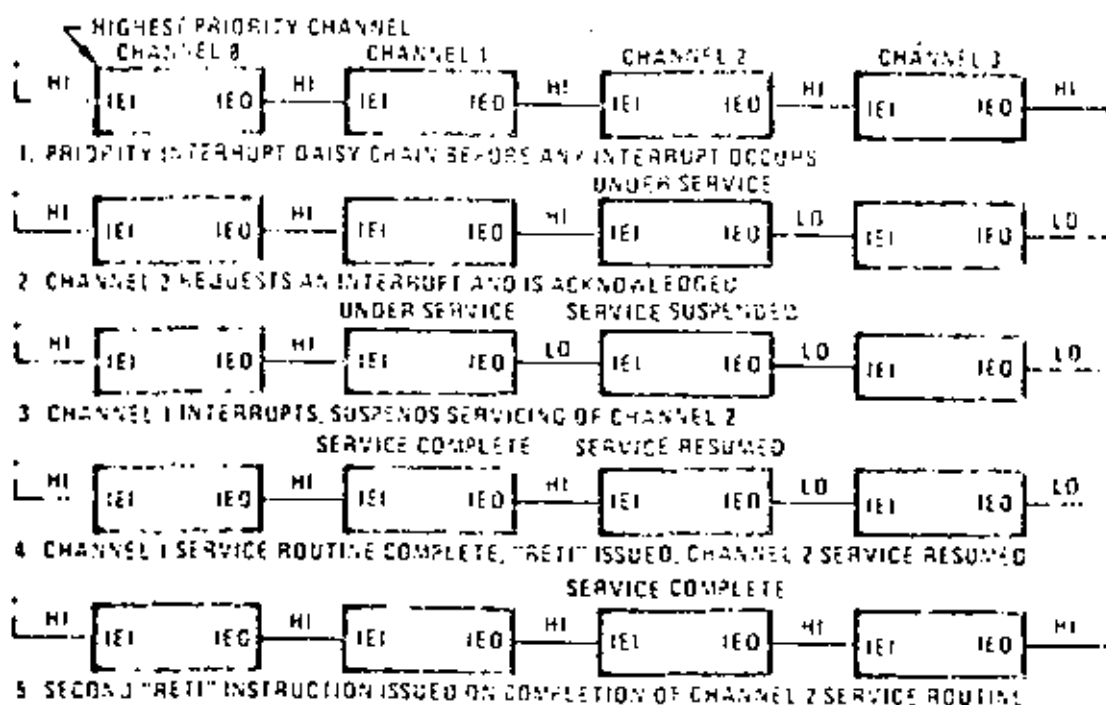 HIGHEST PRIORITY CHANNEL
CHANNEL 0 CHANNEL 1 CHANNEL 2 CHANNEL 3
HI IEI IEO HI IEI IEO HI IEI IEO HI IEI IEO HI
1. PRIORITY INTERRUPT DAISY CHAIN BEFORE ANY INTERRUPT OCCURS
UNDER SERVICE
HI IEI IEO HI IEI IEO HI IEI IEO LO IEI IEO LO
2 CHANNEL 2 REQUESTS AN INTERRUPT AND IS ACKNOWLEDGED
UNDER SERVICE SERVICE SUSPENDED
HI IEI IEO HI IEI IEO LO IEI IEO LO IEI IEO LO
3 CHANNEL 1 INTERRUPTS, SUSPENDS SERVICING OF CHANNEL 2
SERVICE COMPLETE SERVICE RESUMED
HI IEI IEO HI IEI IEO HI IEI IEO LO IEI IEO LO
4 CHANNEL 1 SERVICE ROUTINE COMPLETE, "RETI" ISSUED, CHANNEL 2 SERVICE RESUMED
SERVICE COMPLETE
HI IEI IEO HI IEI IEO HI IEI IEO HI IEI IEO HI
5 SECOND "RETI" INSTRUCTION ISSUED ON COMPLETION OF CHANNEL 2 SERVICE ROUTINE